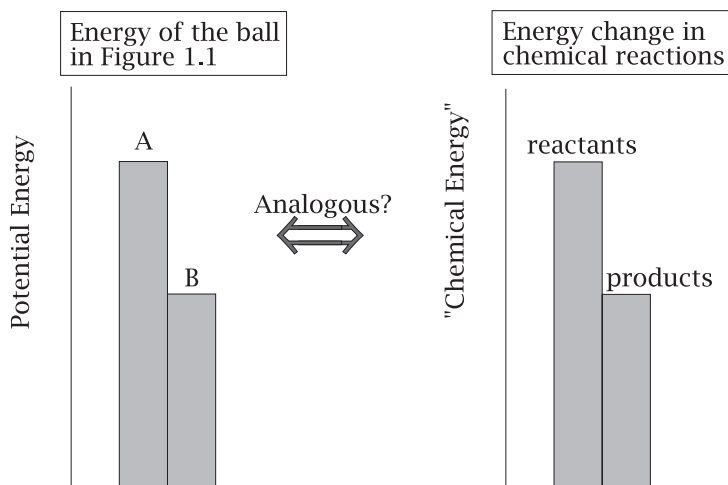 Energy of the ball
in Figure 1.1
Potential Energy
A
B
Analogous?
Energy change in
chemical reactions
"Chemical Energy"
reactants
products